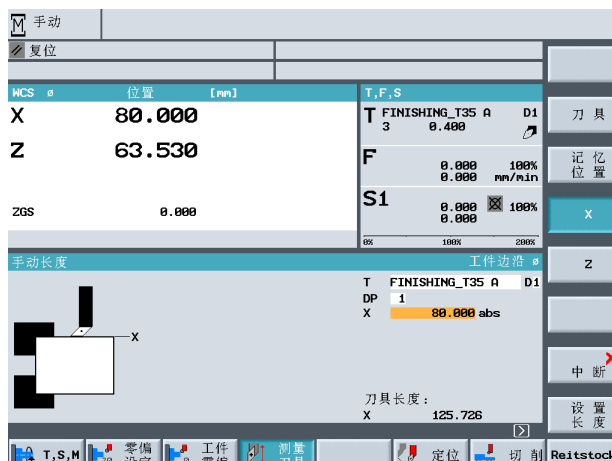 M 手动
复位
WCS ø 位置 [mm]
X 80.000
Z 63.530
ZGS 0.000
T,F,S
T FINISHING_T35 A D1
3 0.400
F 0.000 100%
0.000 mm/min
S1 0.000 100%
0.000
0% 100% 200%
手动长度 工件边沿 ø
X
T FINISHING_T35 A D1
DP 1
X 80.000 abs
刀具长度:
X 125.726
刀具
记忆
位置
X
Z
中断
设置
长度
T,S,M
零偏
工件
零偏
测量
刀具
定位
切削
Reitstock